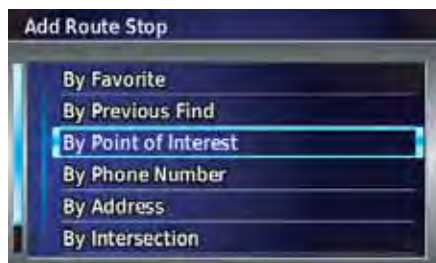 Add Route Stop
By Favorite
By Previous Find
By Point of Interest
By Phone Number
By Address
By Intersection